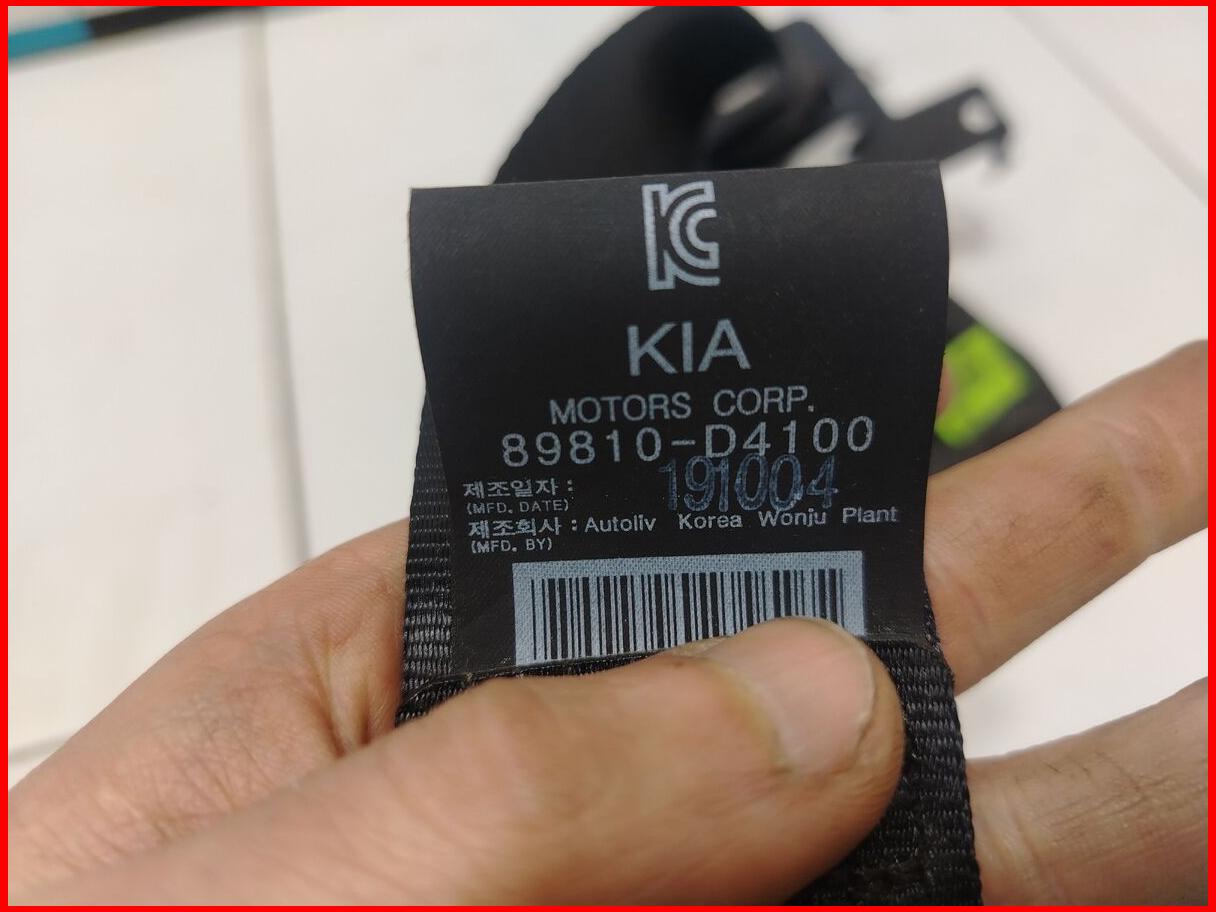 KC
KIA
MOTORS CORP.
89810-D4100
제조일자 : 191004
(MFD. DATE)
제조회사 : Autoliv Korea Wonju Plant
(MFD. BY)